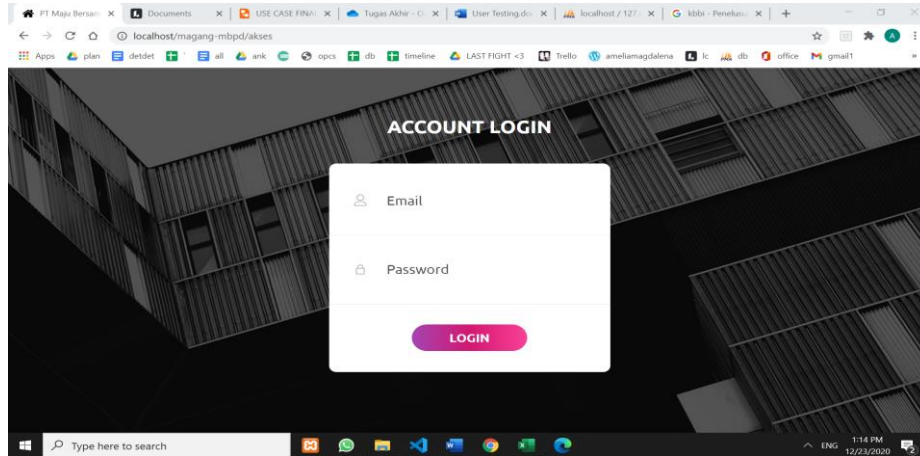 PT Maju Bersam
Documents
USE CASE FINAL
Tugas Akhir - C
User Testing.do
localhost / 127.
kbbi - Penelusu
localhost/magang-mbpd/akses
Apps plan detdet all ank opcs db timeline LAST FIGHT <3 Trello ameliamagdalena lc db office gmail1
ACCOUNT LOGIN
Email
Password
LOGIN
Type here to search
ENG
1:14 PM
12/23/2020